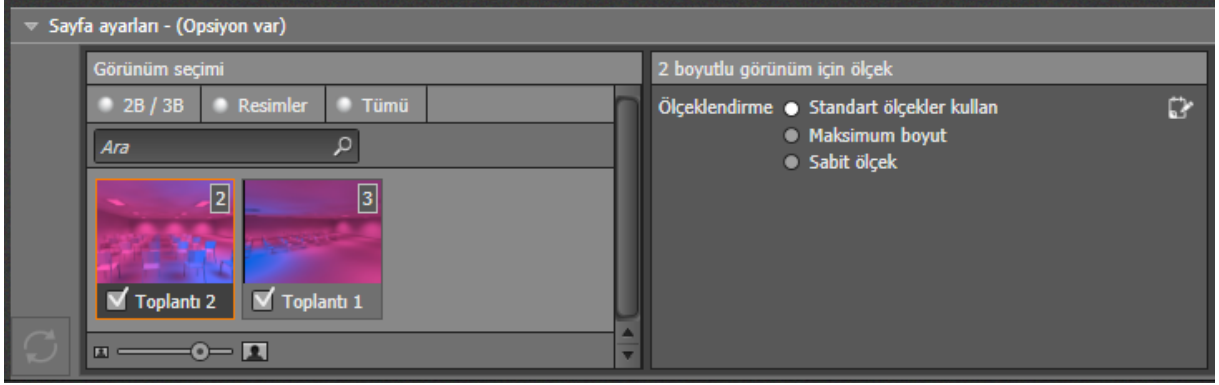 Sayfa ayarları - (Opsiyon var)
Görünüm seçimi
2B / 3B Resimler Tümü
Ara
2 3
Toplantı 2 Toplantı 1
2 boyutlu görünüm için ölçek
Ölçeklendirme Standart ölçekler kullan
Maksimum boyut
Sabit ölçek